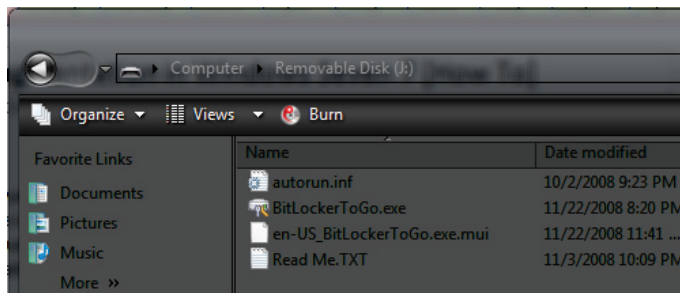 Computer Removable Disk (J:)
Organize Views Burn
Favorite Links
Documents
Pictures
Music
More »
Name Date modified
autorun.inf 10/2/2008 9:23 PM
BitLockerToGo.exe 11/22/2008 8:20 PM
en-US_BitLockerToGo.exe.mui 11/22/2008 11:41 ...
Read Me.TXT 11/3/2008 10:09 PM